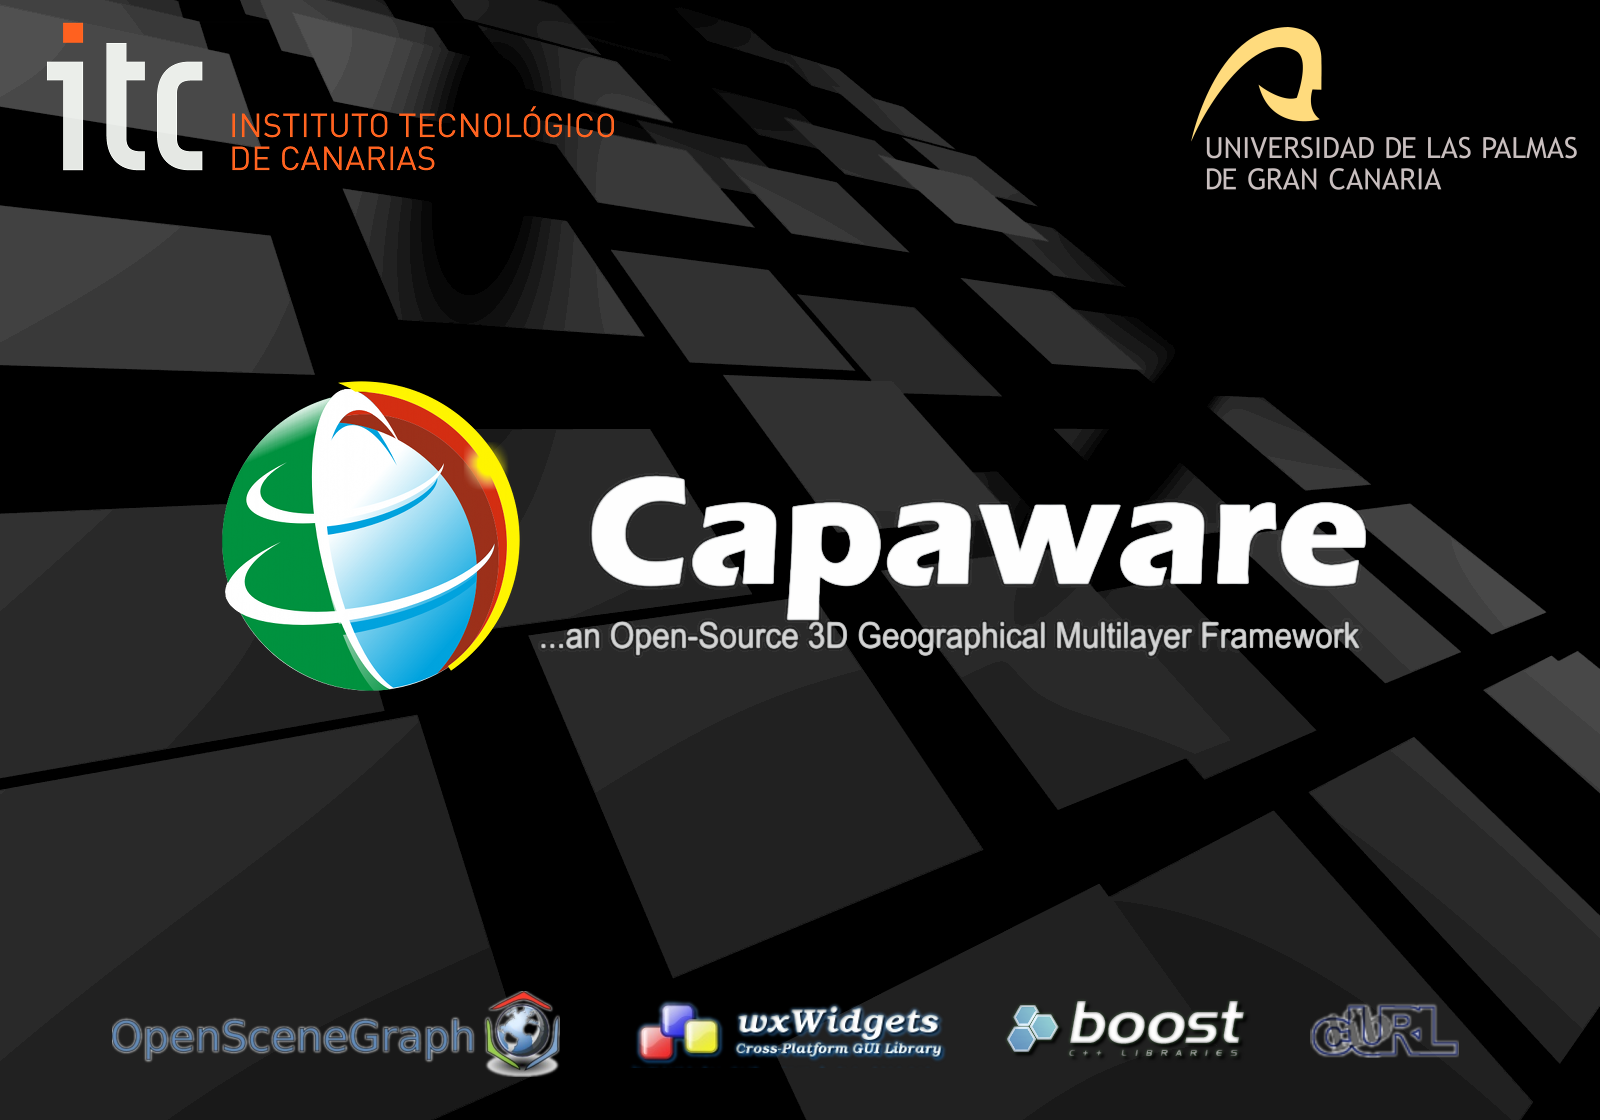 itc
INSTITUTO TECNOLÓGICO
DE CANARIAS
UNIVERSIDAD DE LAS PALMAS
DE GRAN CANARIA
Capaware
...an Open-Source 3D Geographical Multilayer Framework
OpenSceneGraph
wxWidgets
Cross-Platform GUI Library
boost
C++ LIBRARIES